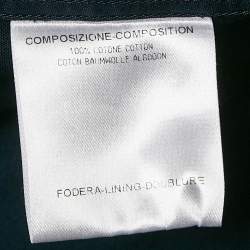 COMPOSIZIONE-COMPOSITION
100% COTONE COTTON
COTON BAUMWOLLE ALGODON
FODERA-LINING-DOUBLURE